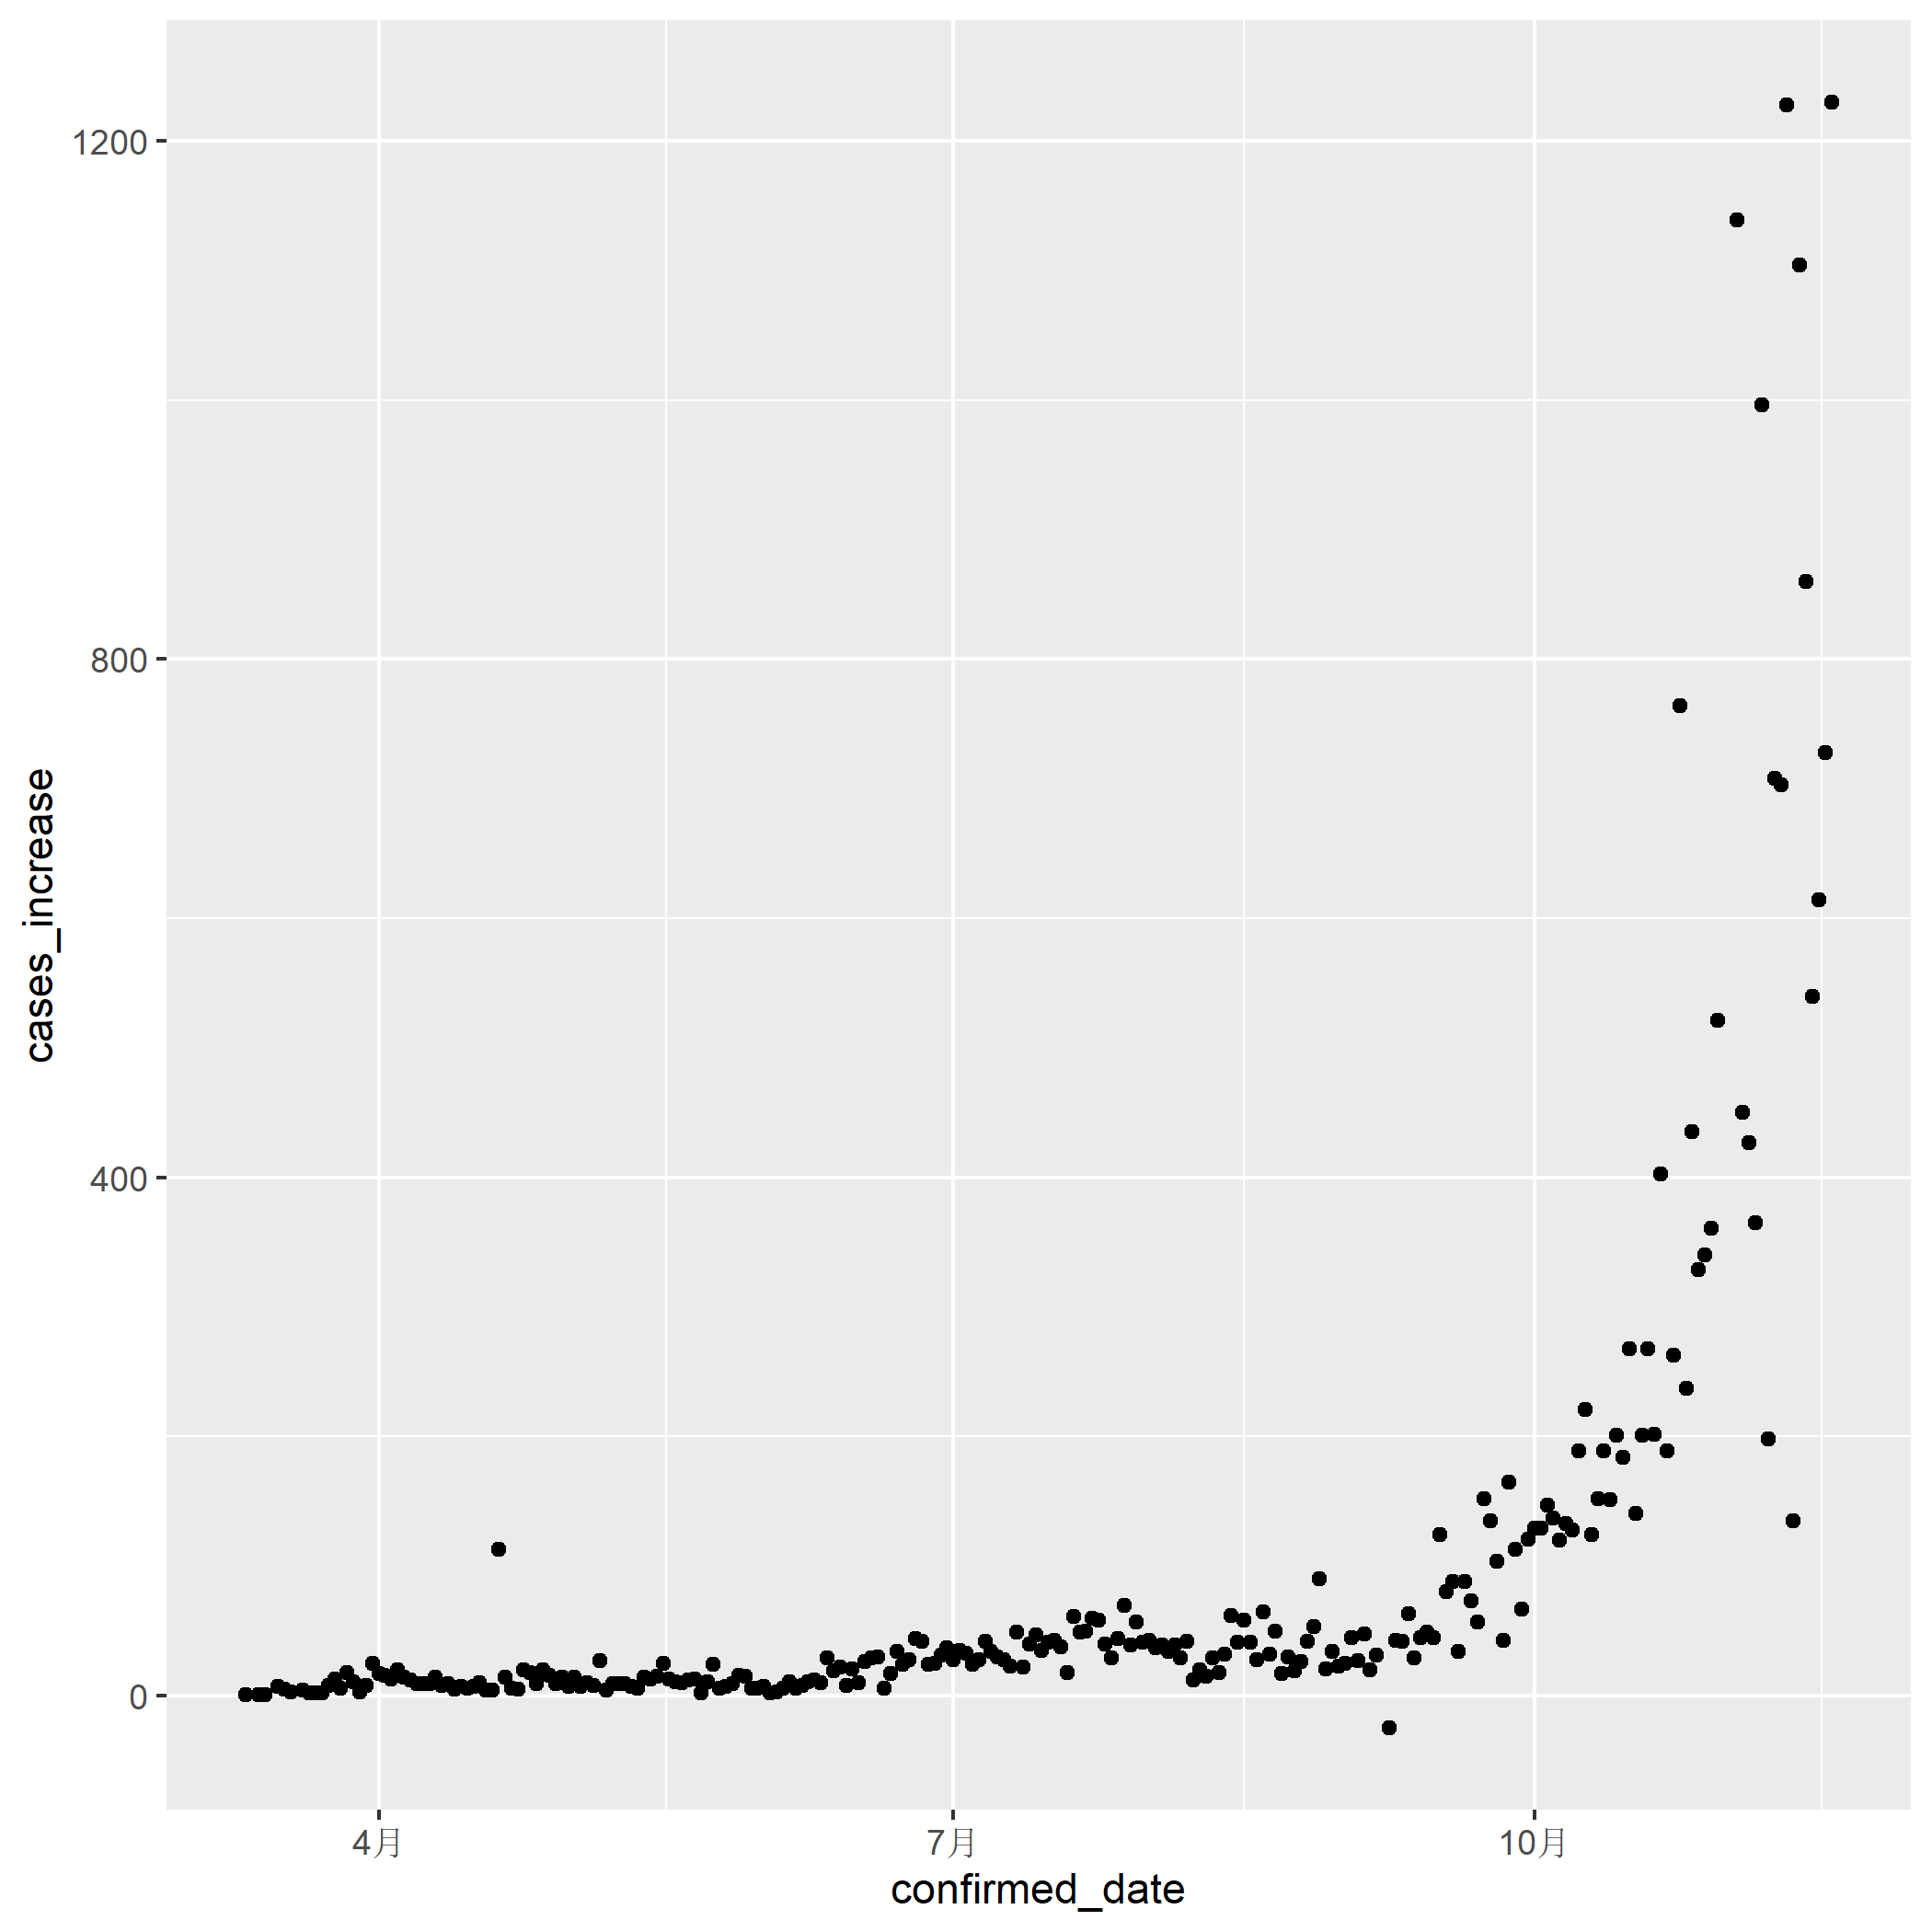 cases_increase
1200
800
400
0
4月
7月
10月
confirmed_date